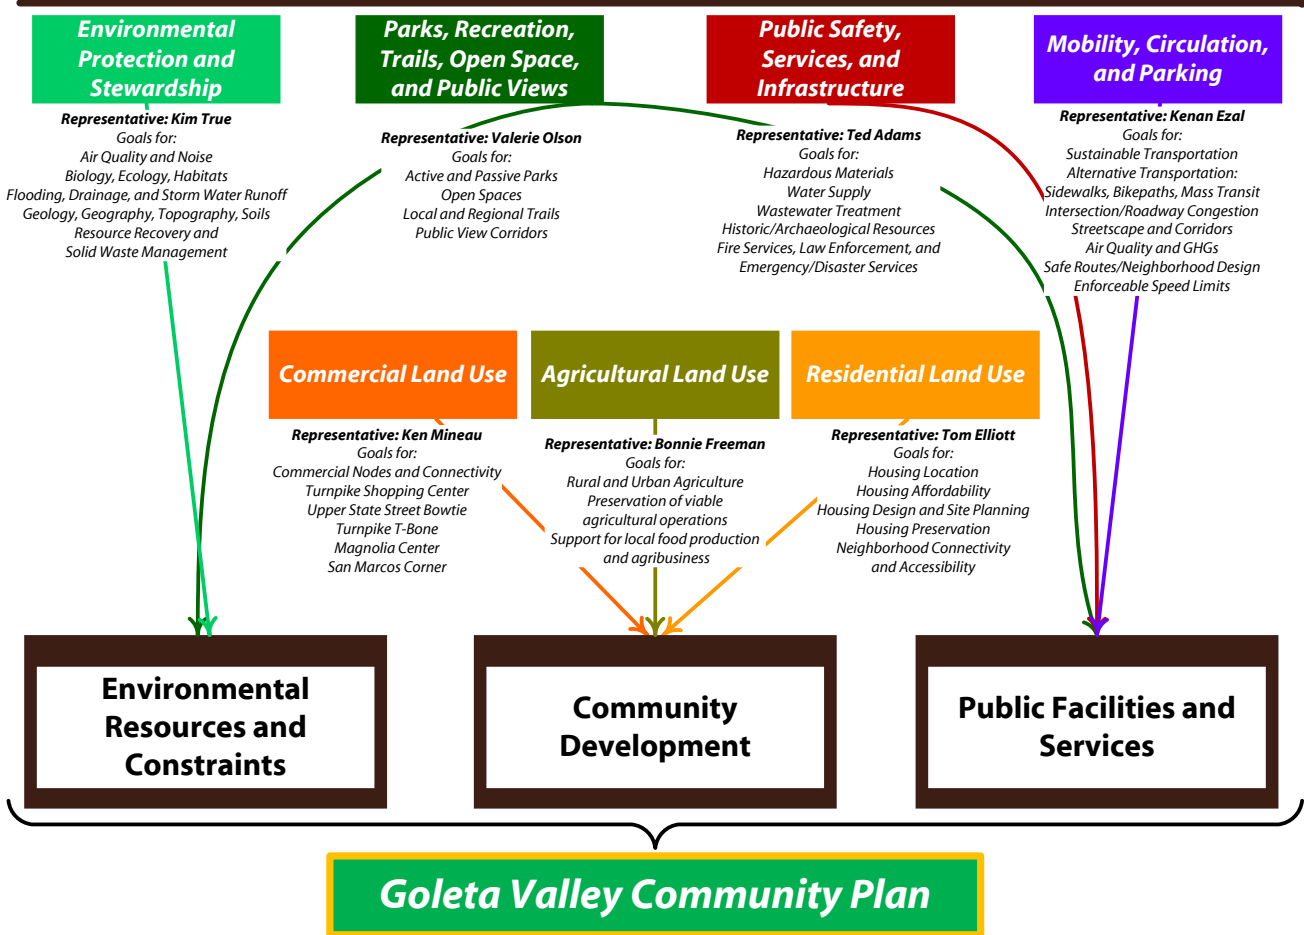 Environmental
Protection and
Stewardship
Representative: Kim True
Goals for:
Air Quality and Noise
Biology, Ecology, Habitats
Flooding, Drainage, and Storm Water Runoff
Geology, Geography, Topography, Soils
Resource Recovery and
Solid Waste Management
Parks, Recreation,
Trails, Open Space,
and Public Views
Representative: Valerie Olson
Goals for:
Active and Passive Parks
Open Spaces
Local and Regional Trails
Public View Corridors
Public Safety,
Services, and
Infrastructure
Representative: Ted Adams
Goals for:
Hazardous Materials
Water Supply
Wastewater Treatment
Historic/Archaeological Resources
Fire Services, Law Enforcement, and
Emergency/Disaster Services
Mobility, Circulation,
and Parking
Representative: Kenan Ezal
Goals for:
Sustainable Transportation
Alternative Transportation:
Sidewalks, Bikepaths, Mass Transit
Intersection/Roadway Congestion
Streetscape and Corridors
Air Quality and GHGs
Safe Routes/Neighborhood Design
Enforceable Speed Limits
Commercial Land Use
Representative: Ken Mineau
Goals for:
Commercial Nodes and Connectivity
Turnpike Shopping Center
Upper State Street Bowtie
Turnpike T-Bone
Magnolia Center
San Marcos Corner
Agricultural Land Use
Representative: Bonnie Freeman
Goals for:
Rural and Urban Agriculture
Preservation of viable
agricultural operations
Support for local food production
and agribusiness
Residential Land Use
Representative: Tom Elliott
Goals for:
Housing Location
Housing Affordability
Housing Design and Site Planning
Housing Preservation
Neighborhood Connectivity
and Accessibility
Environmental
Resources and
Constraints
Community
Development
Public Facilities and
Services
Goleta Valley Community Plan